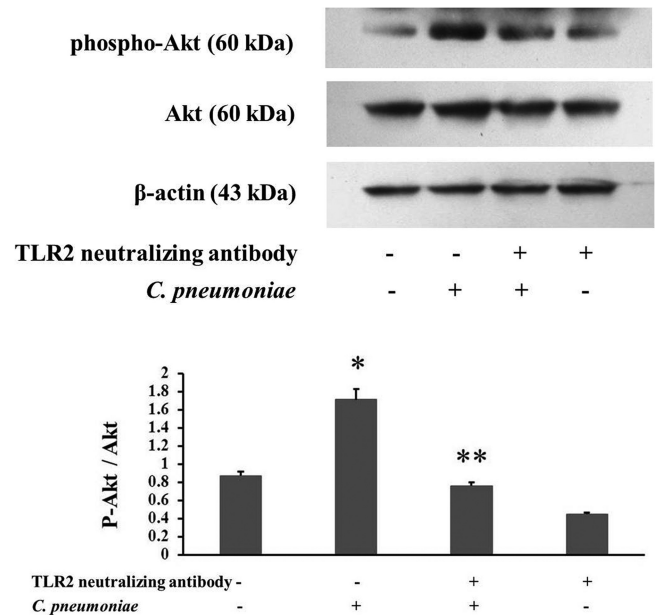 phospho-Akt (60 kDa)
Akt (60 kDa)
β-actin (43 kDa)
TLR2 neutralizing antibody - - + +
C. pneumoniae - + + -
*
**
P-Akt / Akt
2
1.8
1.6
1.4
1.2
1
0.8
0.6
0.4
0.2
0
TLR2 neutralizing antibody - - + +
C. pneumoniae - + + -